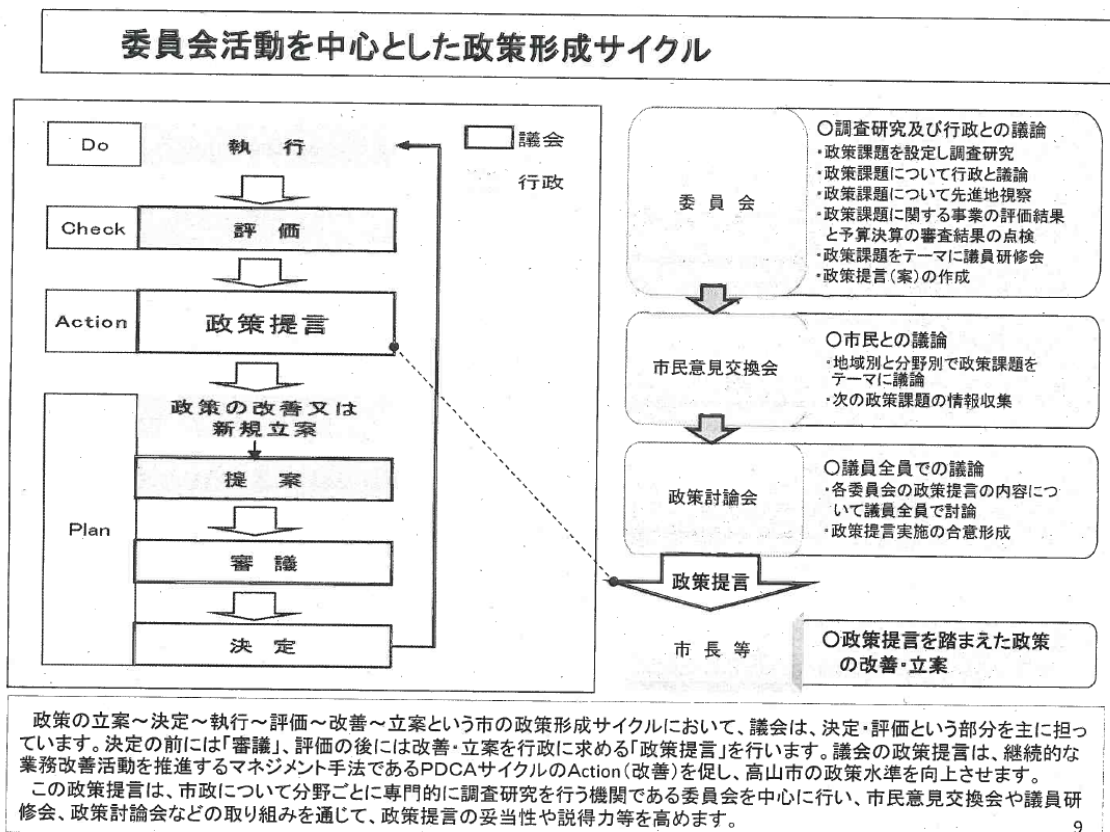 委員会活動を中心とした政策形成サイクル
Do
執行
議会
行政
Check
評価
Action
政策提言
政策の改善又は
新規立案
Plan
提案
審議
決定
委員会
○調査研究及び行政との議論
・政策課題を設定し調査研究
・政策課題について行政と議論
・政策課題について先進地視察
・政策課題に関する事業の評価結果
と予算決算の審査結果の点検
・政策課題をテーマに議員研修会
・政策提言(案)の作成
市民意見交換会
○市民との議論
・地域別と分野別で政策課題を
テーマに議論
・次の政策課題の情報収集
政策討論会
○議員全員での議論
・各委員会の政策提言の内容につ
いて議員全員で討論
・政策提言実施の合意形成
政策提言
市長等
○政策提言を踏まえた政策
の改善・立案
政策の立案~決定~執行~評価~改善~立案という市の政策形成サイクルにおいて、議会は、決定・評価という部分を主に担っ
ています。決定の前には「審議」、評価の後には改善・立案を行政に求める「政策提言」を行います。議会の政策提言は、継続的な
業務改善活動を推進するマネジメント手法であるPDCAサイクルのAction(改善)を促し、高山市の政策水準を向上させます。
この政策提言は、市政について分野ごとに専門的に調査研究を行う機関である委員会を中心に行い、市民意見交換会や議員研
修会、政策討論会などの取り組みを通じて、政策提言の妥当性や説得力等を高めます。
9